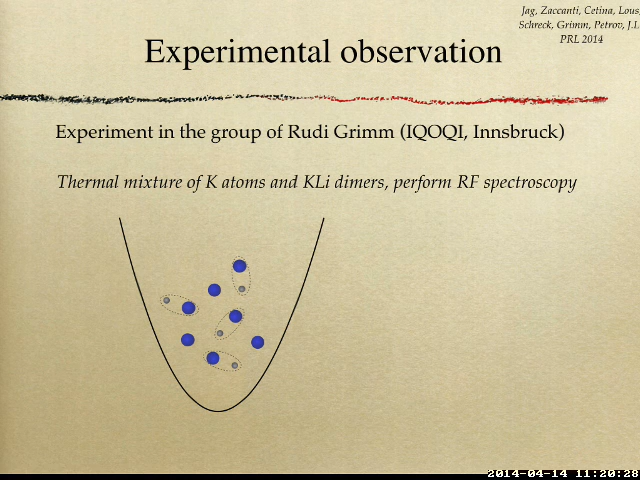 Jag, Zaccanti, Cetina, Lous,
Schreck, Grimm, Petrov, J.L
PRL 2014
Experimental observation
Experiment in the group of Rudi Grimm (IQOQI, Innsbruck)
Thermal mixture of K atoms and KLi dimers, perform RF spectroscopy
2014-04-14 11:20:28